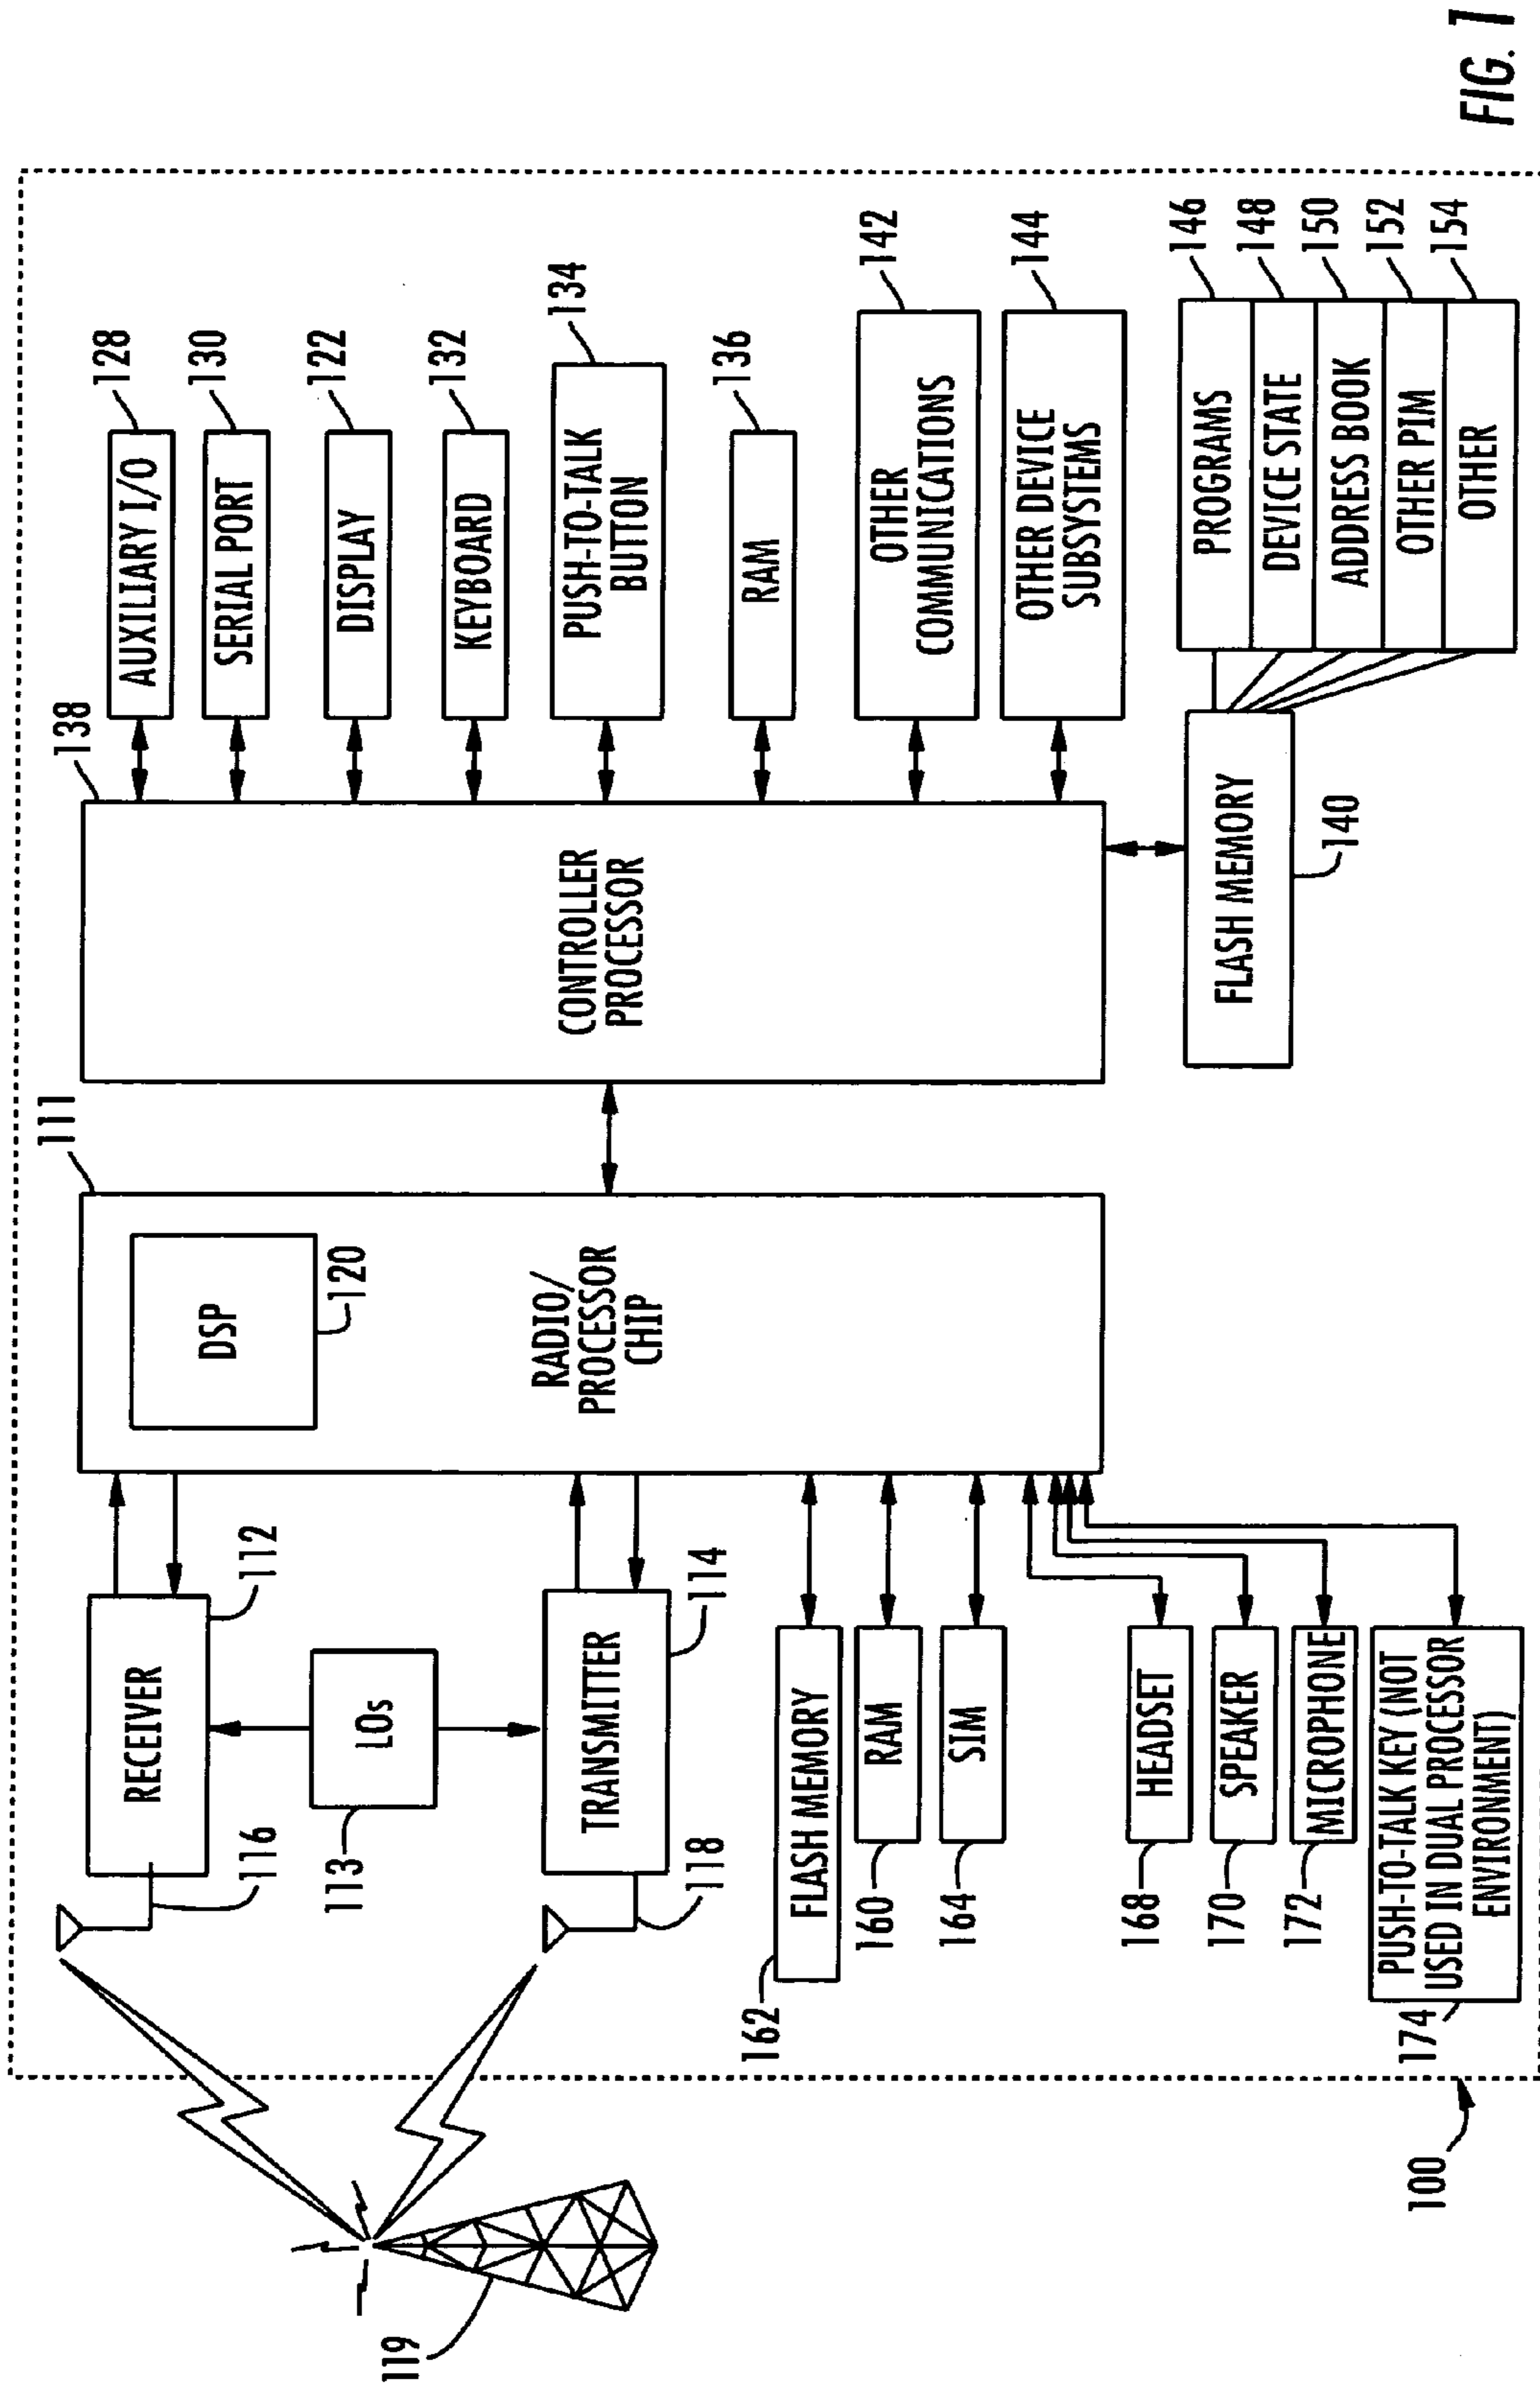 138
111
AUXILIARY I/O
128
SERIAL PORT
130
DISPLAY
122
KEYBOARD
132
PUSH-TO-TALK
BUTTON
134
RAM
136
OTHER
COMMUNICATIONS
142
OTHER DEVICE
SUBSYSTEMS
144
CONTROLLER
PROCESSOR
FLASH MEMORY
140
PROGRAMS
146
DEVICE STATE
148
ADDRESS BOOK
150
OTHER PIM
152
OTHER
154
DSP
120
RADIO/
PROCESSOR
CHIP
RECEIVER
112
116
LOs
113
TRANSMITTER
114
118
119
FLASH MEMORY
162
RAM
160
SIM
164
HEADSET
168
SPEAKER
170
MICROPHONE
172
PUSH-TO-TALK KEY (NOT
USED IN DUAL PROCESSOR
ENVIRONMENT)
174
100
FIG. 1